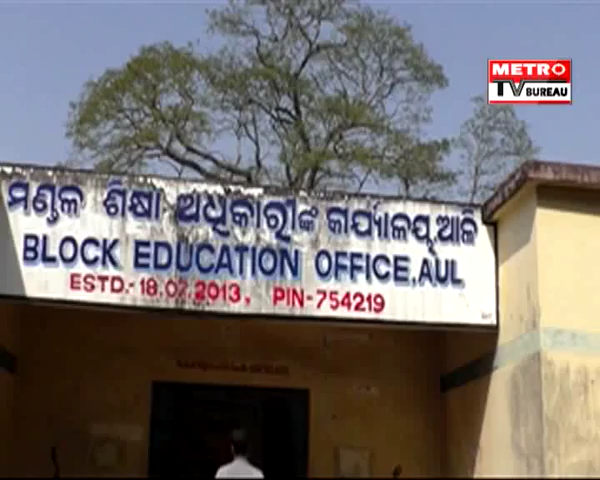 METRO
TV BUREAU
ମଣ୍ଡଳ ଶିକ୍ଷା ଅଧିକାରୀଙ୍କ କାର୍ଯ୍ୟାଳୟ, ଆଳି
BLOCK EDUCATION OFFICE, AUL
ESTD.- 18.07.2013, PIN-754219